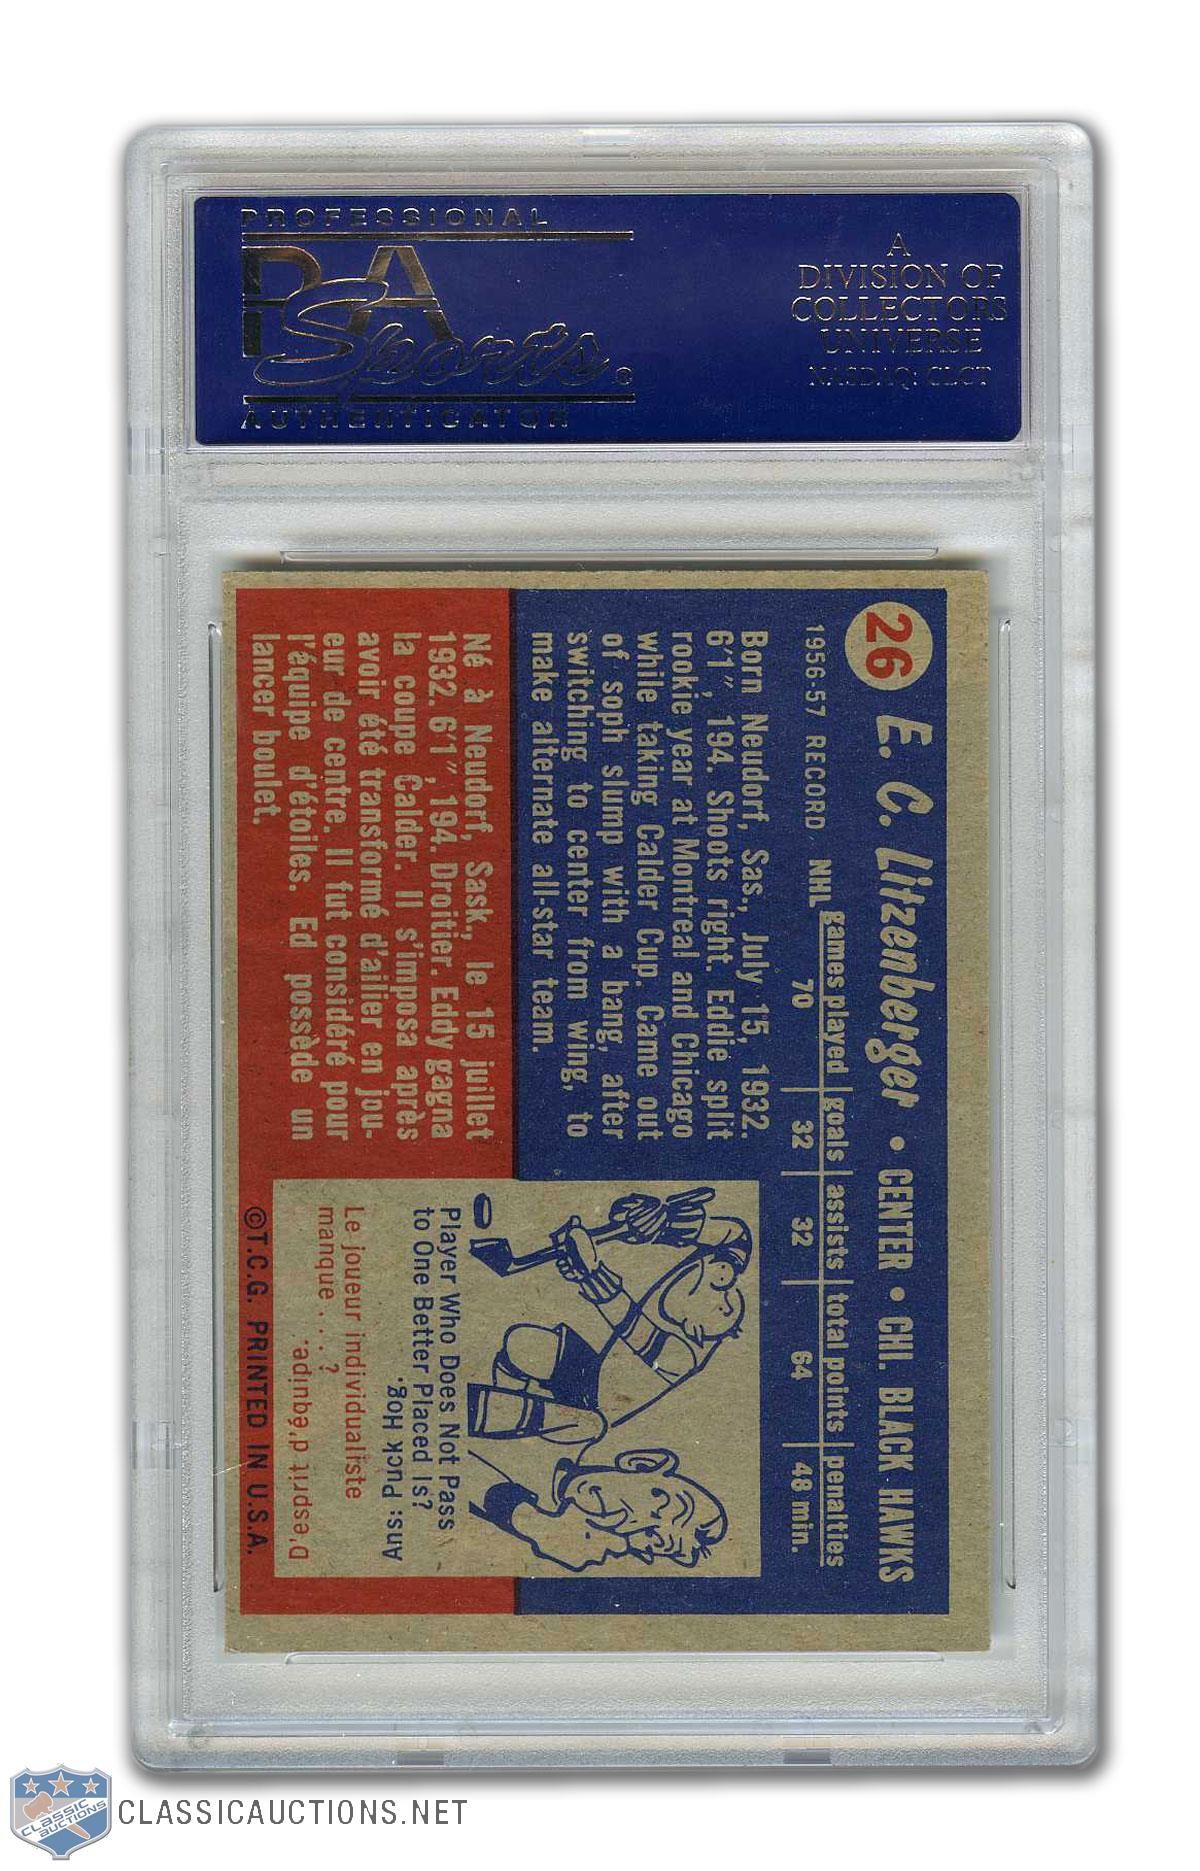 PROFESSIONAL
PSA
Sports
AUTHENTICATOR
A
DIVISION OF
COLLECTORS
UNIVERSE
NASDAQ: CLCT
26
E. C. Litzenberger • CENTER • CHI. BLACK HAWKS
1956-57 RECORD NHL games played goals assists total points penalties
70 32 32 64 48 min.
Born Neudorf, Sas., July 15, 1932.
6'1", 194. Shoots right. Eddie split
rookie year at Montreal and Chicago
while taking Calder Cup. Came out
of soph slump with a bang, after
switching to center from wing, to
make alternate all-star team.
Né à Neudorf, Sask., le 15 juillet
1932. 6'1", 194. Droitier. Eddy gagna
la coupe Calder. Il s'imposa après
avoir été transformé d'ailier en jou-
eur de centre. Il fut considéré pour
l'équipe d'étoiles. Ed possède un
lancer boulet.
Player Who Does Not Pass
to One Better Placed Is?
Ans: Puck Hog.
Le joueur individualiste
manque . . . ?
D'esprit d'équipe.
©T.C.G. PRINTED IN U.S.A.
CLASSIC
AUCTIONS
CLASSICAUCTIONS.NET